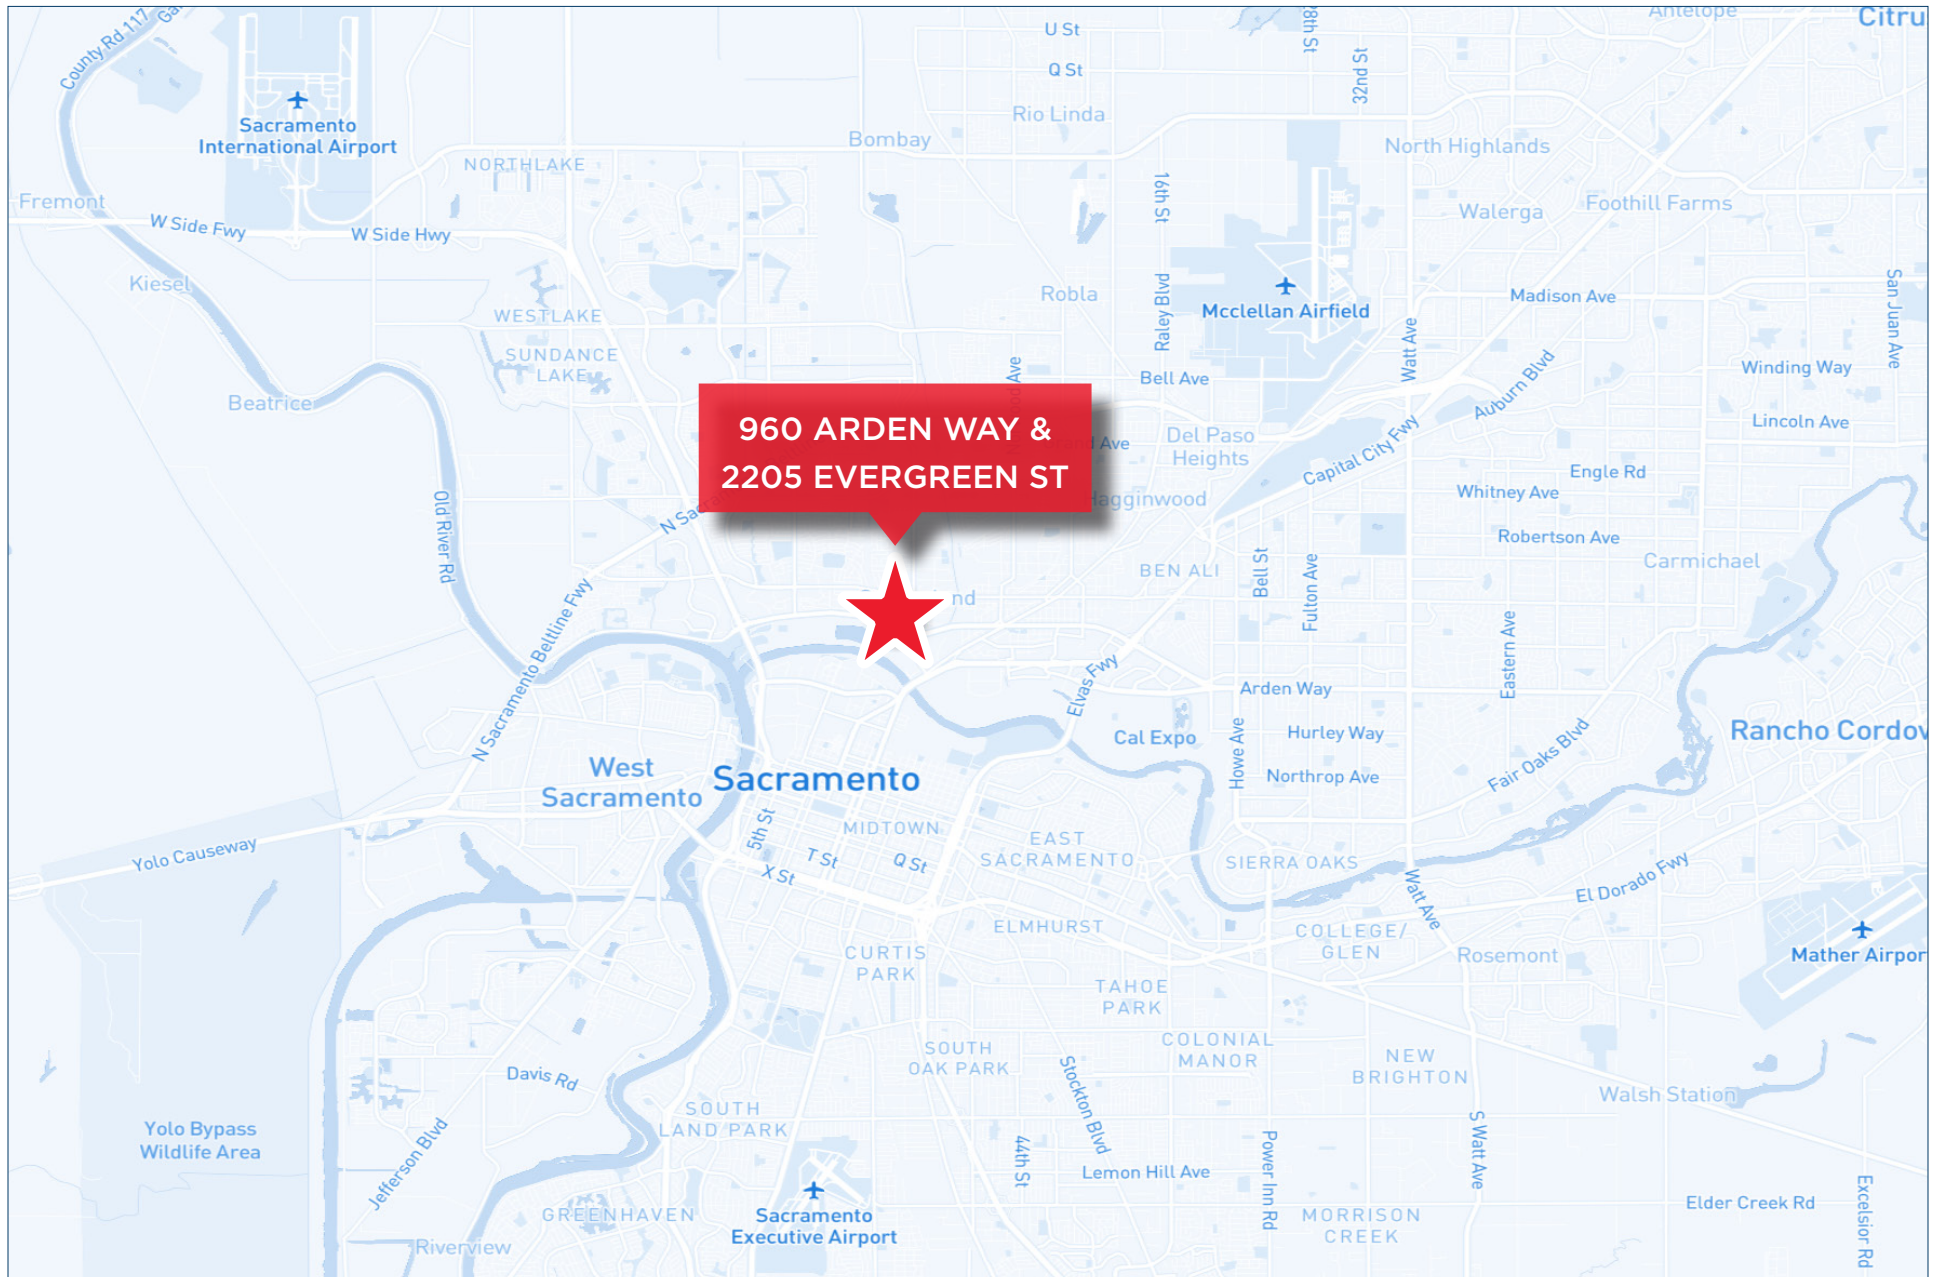 County Rd 117
U St
28th St
Antelope
Citru
Q St
32nd St
Sacramento
International Airport
Rio Linda
Bombay
North Highlands
NORTHLAKE
Fremont
W Side Fwy
W Side Hwy
16th St
Walerga
Foothill Farms
Kiesel
WESTLAKE
Robla
Raley Blvd
Mcclellan Airfield
Madison Ave
San Juan Ave
SUNDANCE
LAKE
Watt Ave
Auburn Blvd
Winding Way
Bell Ave
Beatrice
960 ARDEN WAY &
2205 EVERGREEN ST
Del Paso
Heights
Capital City Fwy
Lincoln Ave
Engle Rd
Whitney Ave
Old River Rd
Hagginwood
Robertson Ave
BEN ALI
Bell St
Fulton Ave
Carmichael
N Sacramento Beltline Fwy
Eastern Ave
Elvas Fwy
Arden Way
Cal Expo
Howe Ave
Hurley Way
Northrop Ave
Fair Oaks Blvd
Rancho Cordov
West
Sacramento
Sacramento
5th St
MIDTOWN
T St
Q St
X St
EAST
SACRAMENTO
SIERRA OAKS
Yolo Causeway
Watt Ave
El Dorado Fwy
ELMHURST
COLLEGE/
GLEN
Rosemont
Mather Airpor
CURTIS
PARK
TAHOE
PARK
SOUTH
OAK PARK
COLONIAL
MANOR
NEW
BRIGHTON
Davis Rd
Stockton Blvd
Walsh Station
SOUTH
LAND PARK
Yolo Bypass
Wildlife Area
Jefferson Blvd
44th St
Lemon Hill Ave
Power Inn Rd
S Watt Ave
Elder Creek Rd
Excelsior Rd
GREENHAVEN
Sacramento
Executive Airport
MORRISON
CREEK
Riverview